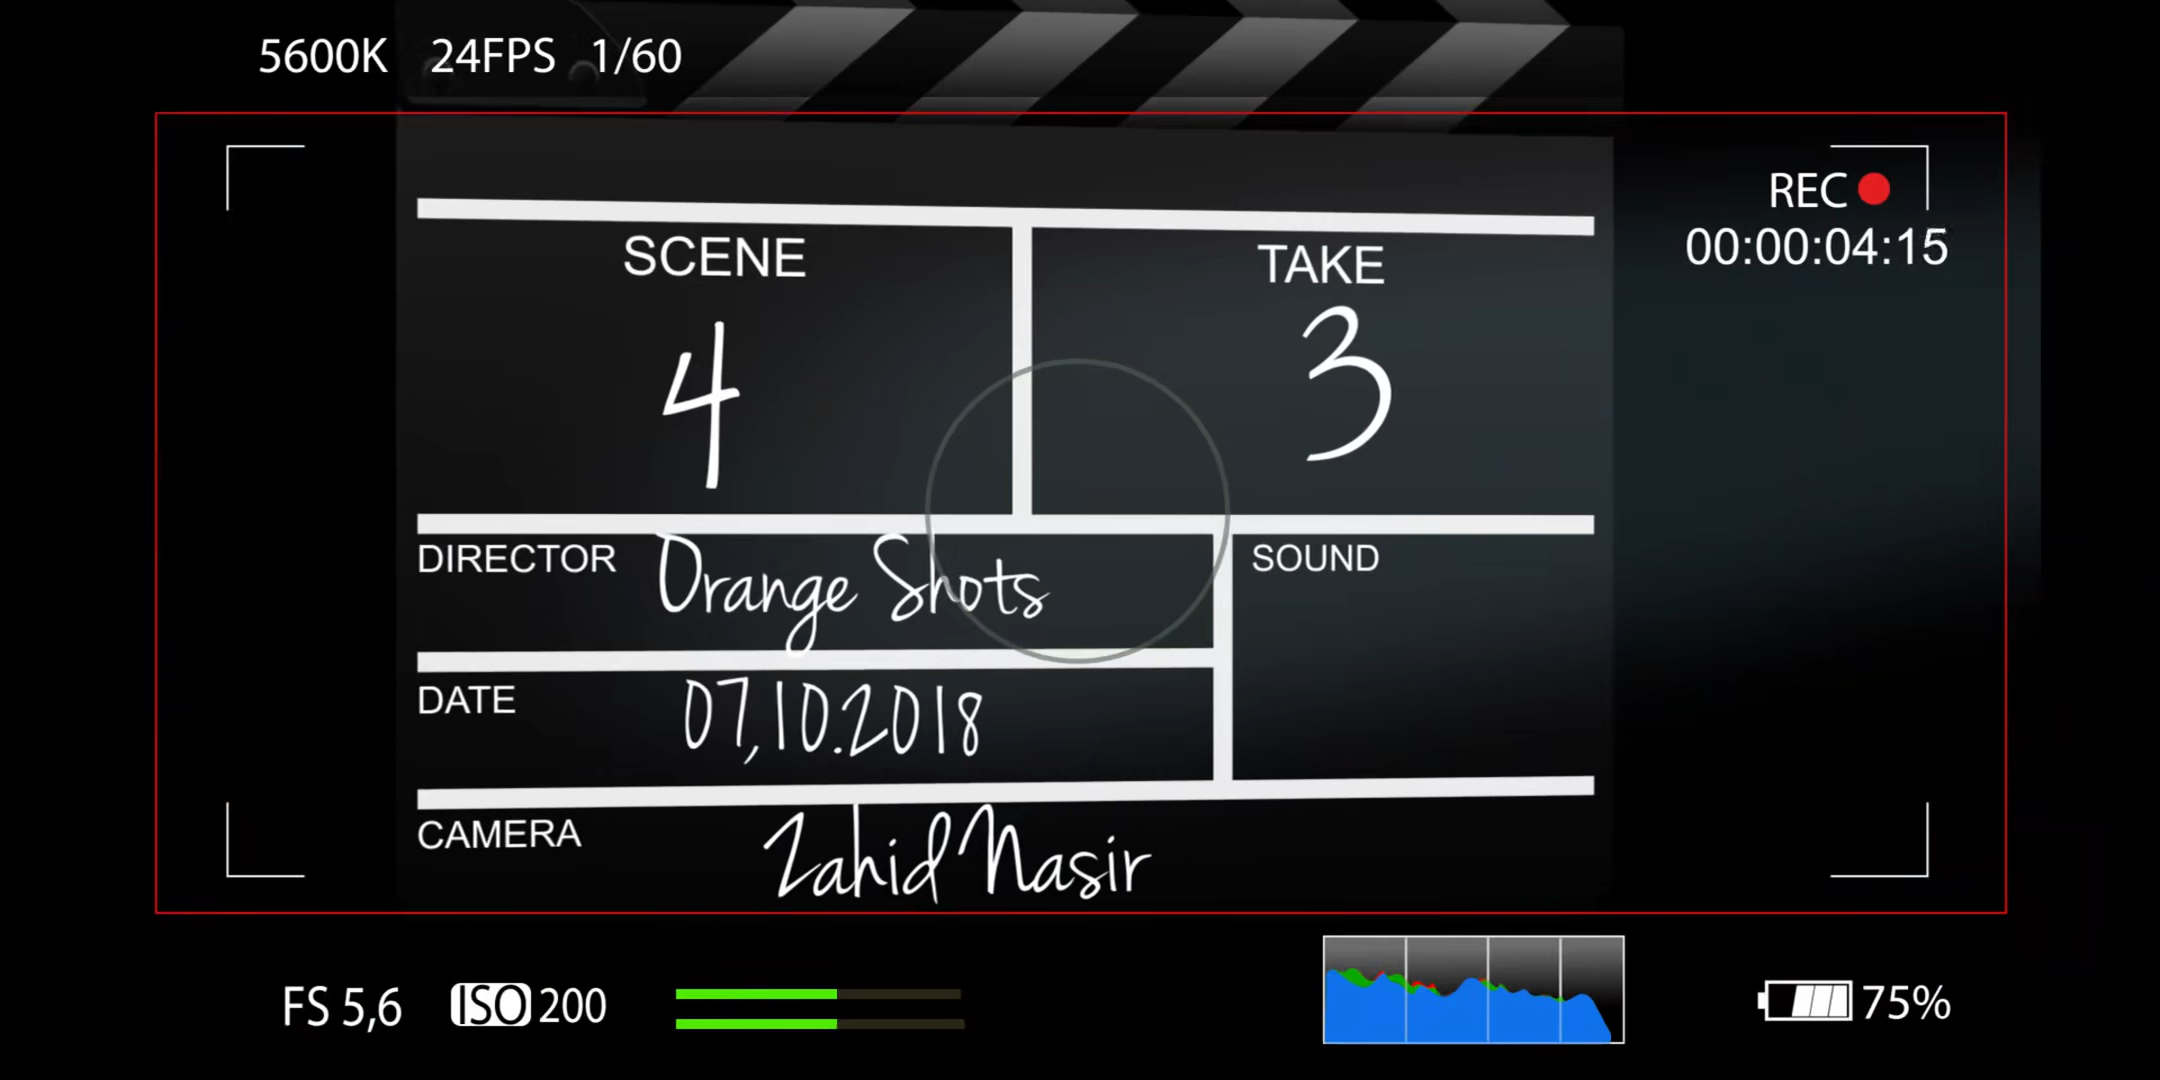 5600K 24FPS 1/60
REC
00:00:04:15
SCENE
4
TAKE
3
DIRECTOR Orange Shots
SOUND
DATE 07,10.2018
CAMERA Zahid Nasir
FS 5,6 ISO 200
75%